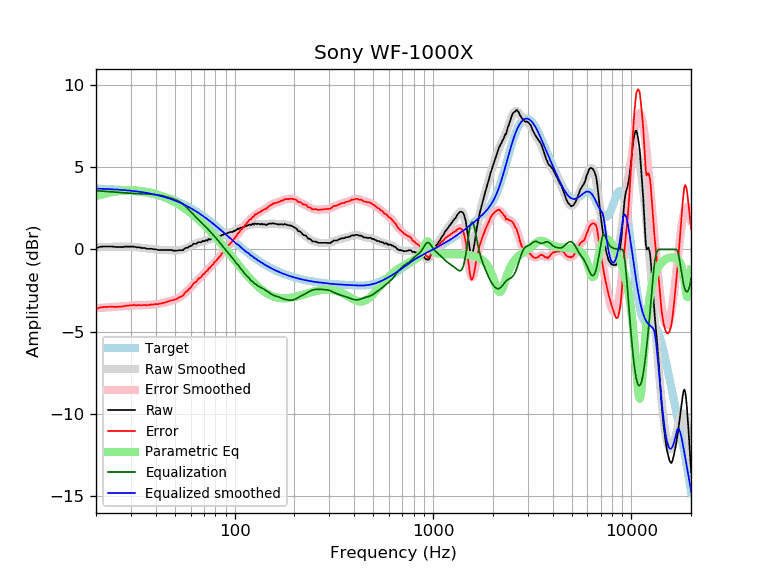 Sony WF-1000X
Amplitude (dBr)
10
5
0
−5
−10
−15
Target
Raw Smoothed
Error Smoothed
Raw
Error
Parametric Eq
Equalization
Equalized smoothed
100
1000
10000
Frequency (Hz)